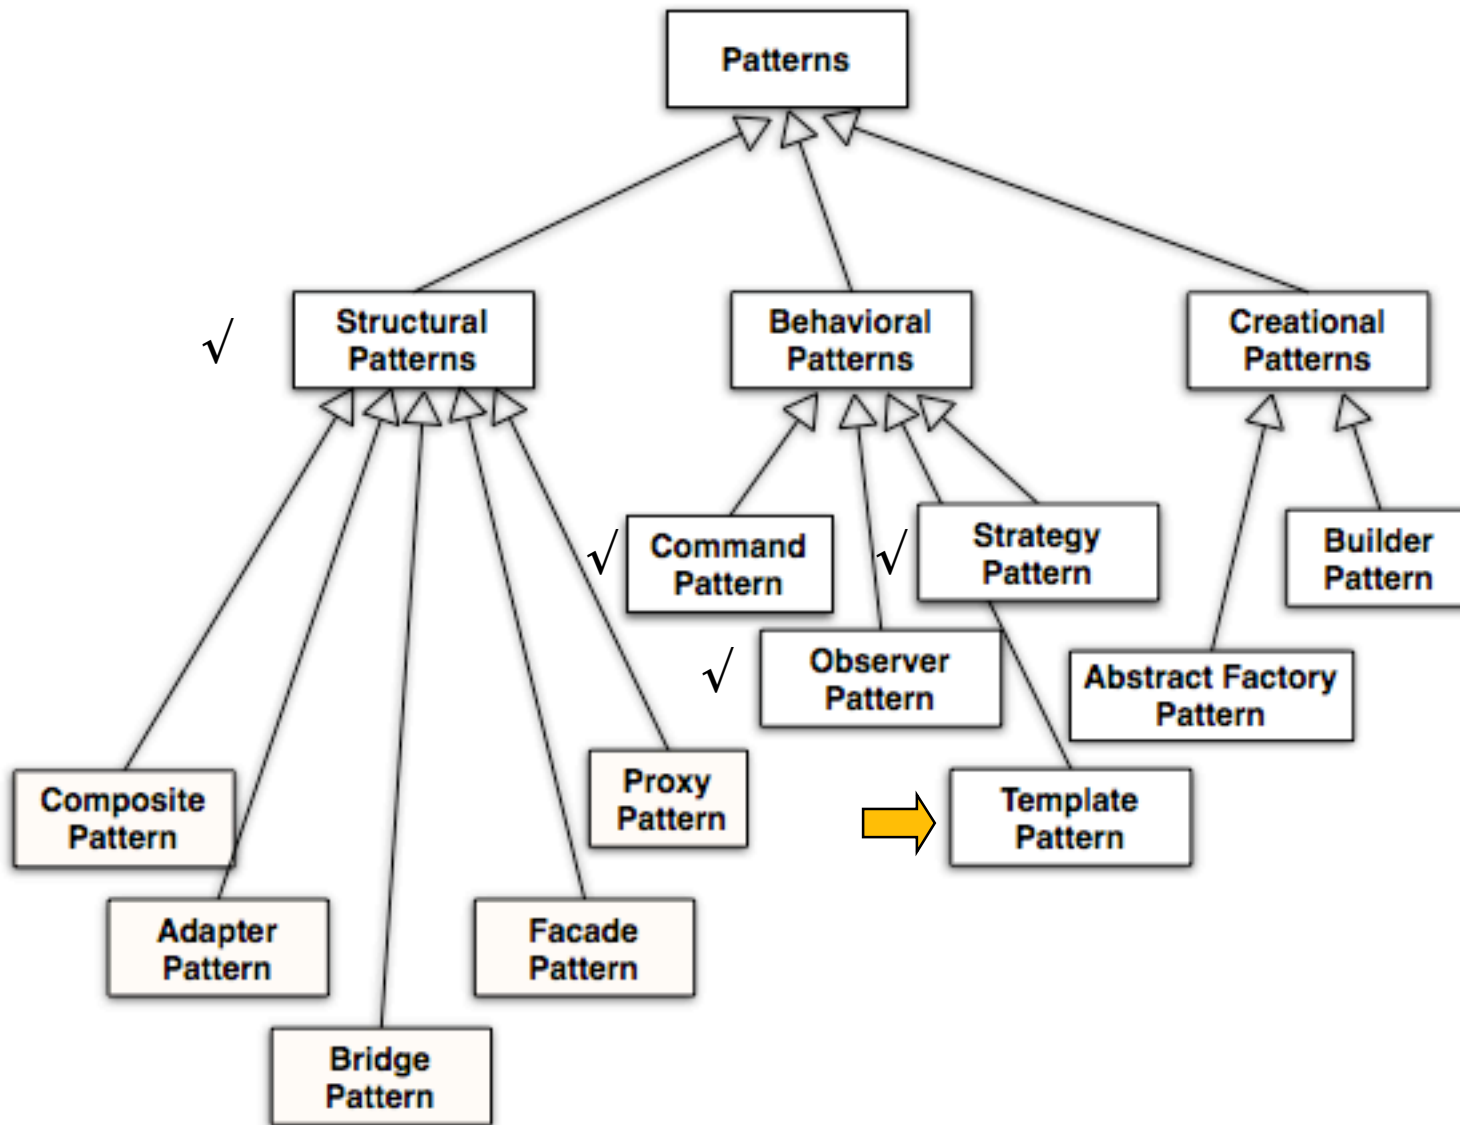 Patterns
√
Structural
Patterns
Behavioral
Patterns
Creational
Patterns
√
Command
Pattern
√
Strategy
Pattern
Builder
Pattern
√
Observer
Pattern
Abstract Factory
Pattern
Composite
Pattern
Proxy
Pattern
Template
Pattern
Adapter
Pattern
Facade
Pattern
Bridge
Pattern